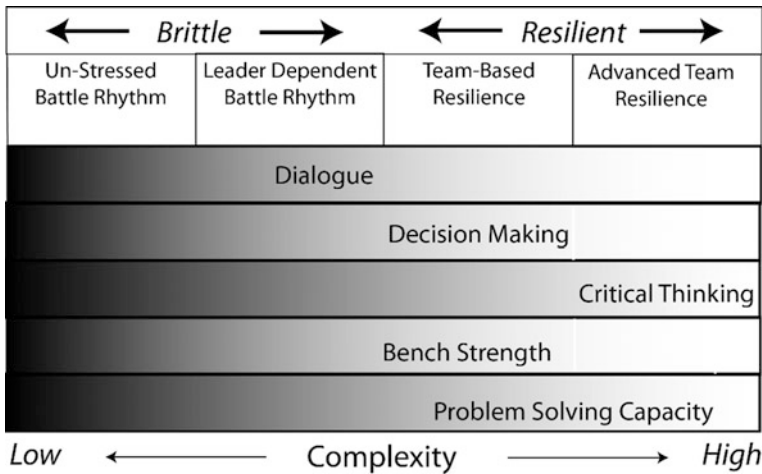 Brittle Resilient
Un-Stressed Battle Rhythm
Leader Dependent Battle Rhythm
Team-Based Resilience
Advanced Team Resilience
Dialogue
Decision Making
Critical Thinking
Bench Strength
Problem Solving Capacity
Low Complexity High